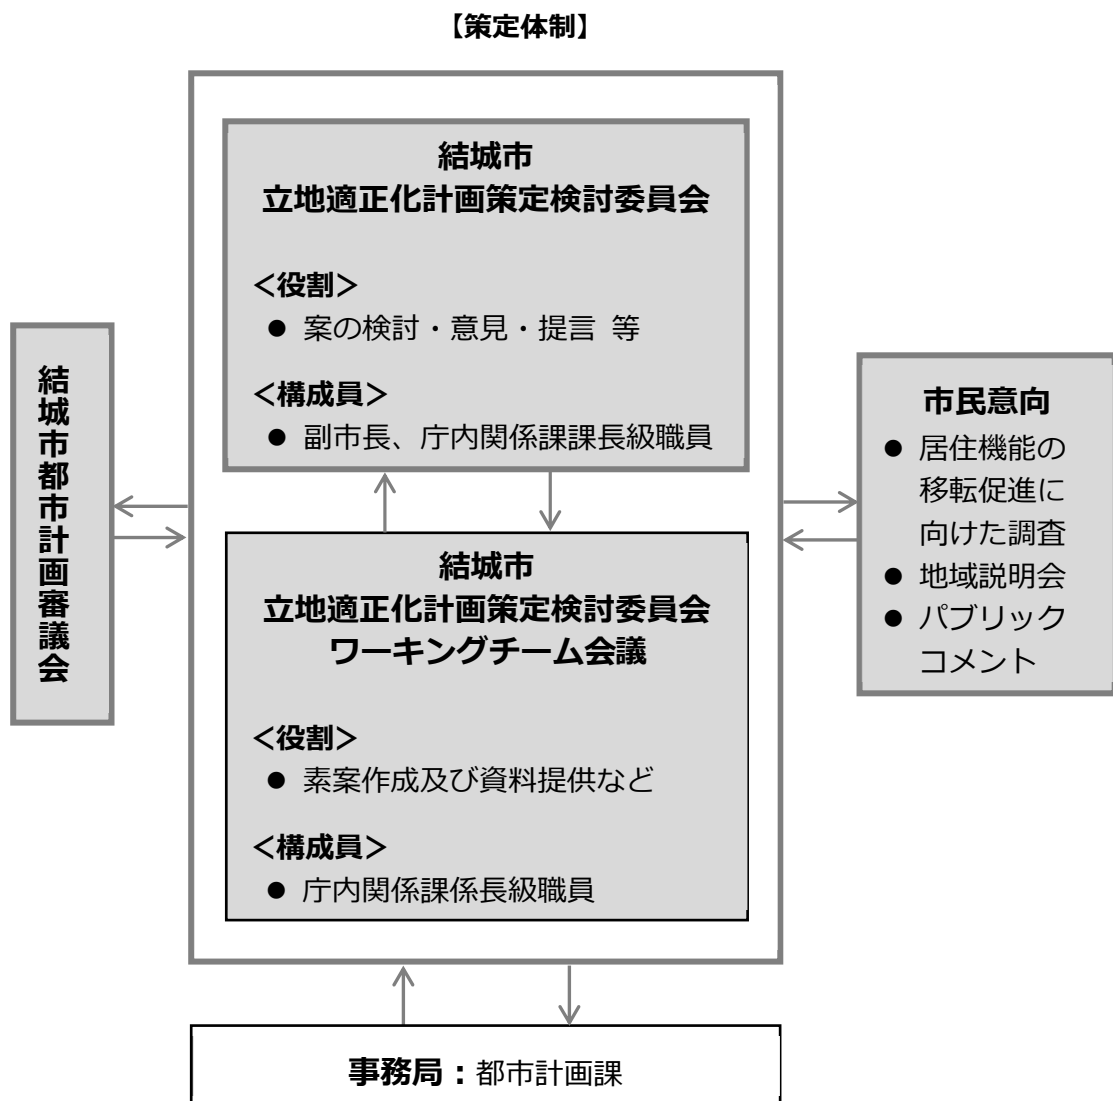 【策定体制】
結城市
立地適正化計画策定検討委員会
＜役割＞
● 案の検討・意見・提言 等
＜構成員＞
● 副市長、庁内関係課課長級職員
結城市都市計画審議会
市民意向
● 居住機能の
移転促進に
向けた調査
● 地域説明会
● パブリック
コメント
結城市
立地適正化計画策定検討委員会
ワーキングチーム会議
＜役割＞
● 素案作成及び資料提供など
＜構成員＞
● 庁内関係課係長級職員
事務局：都市計画課